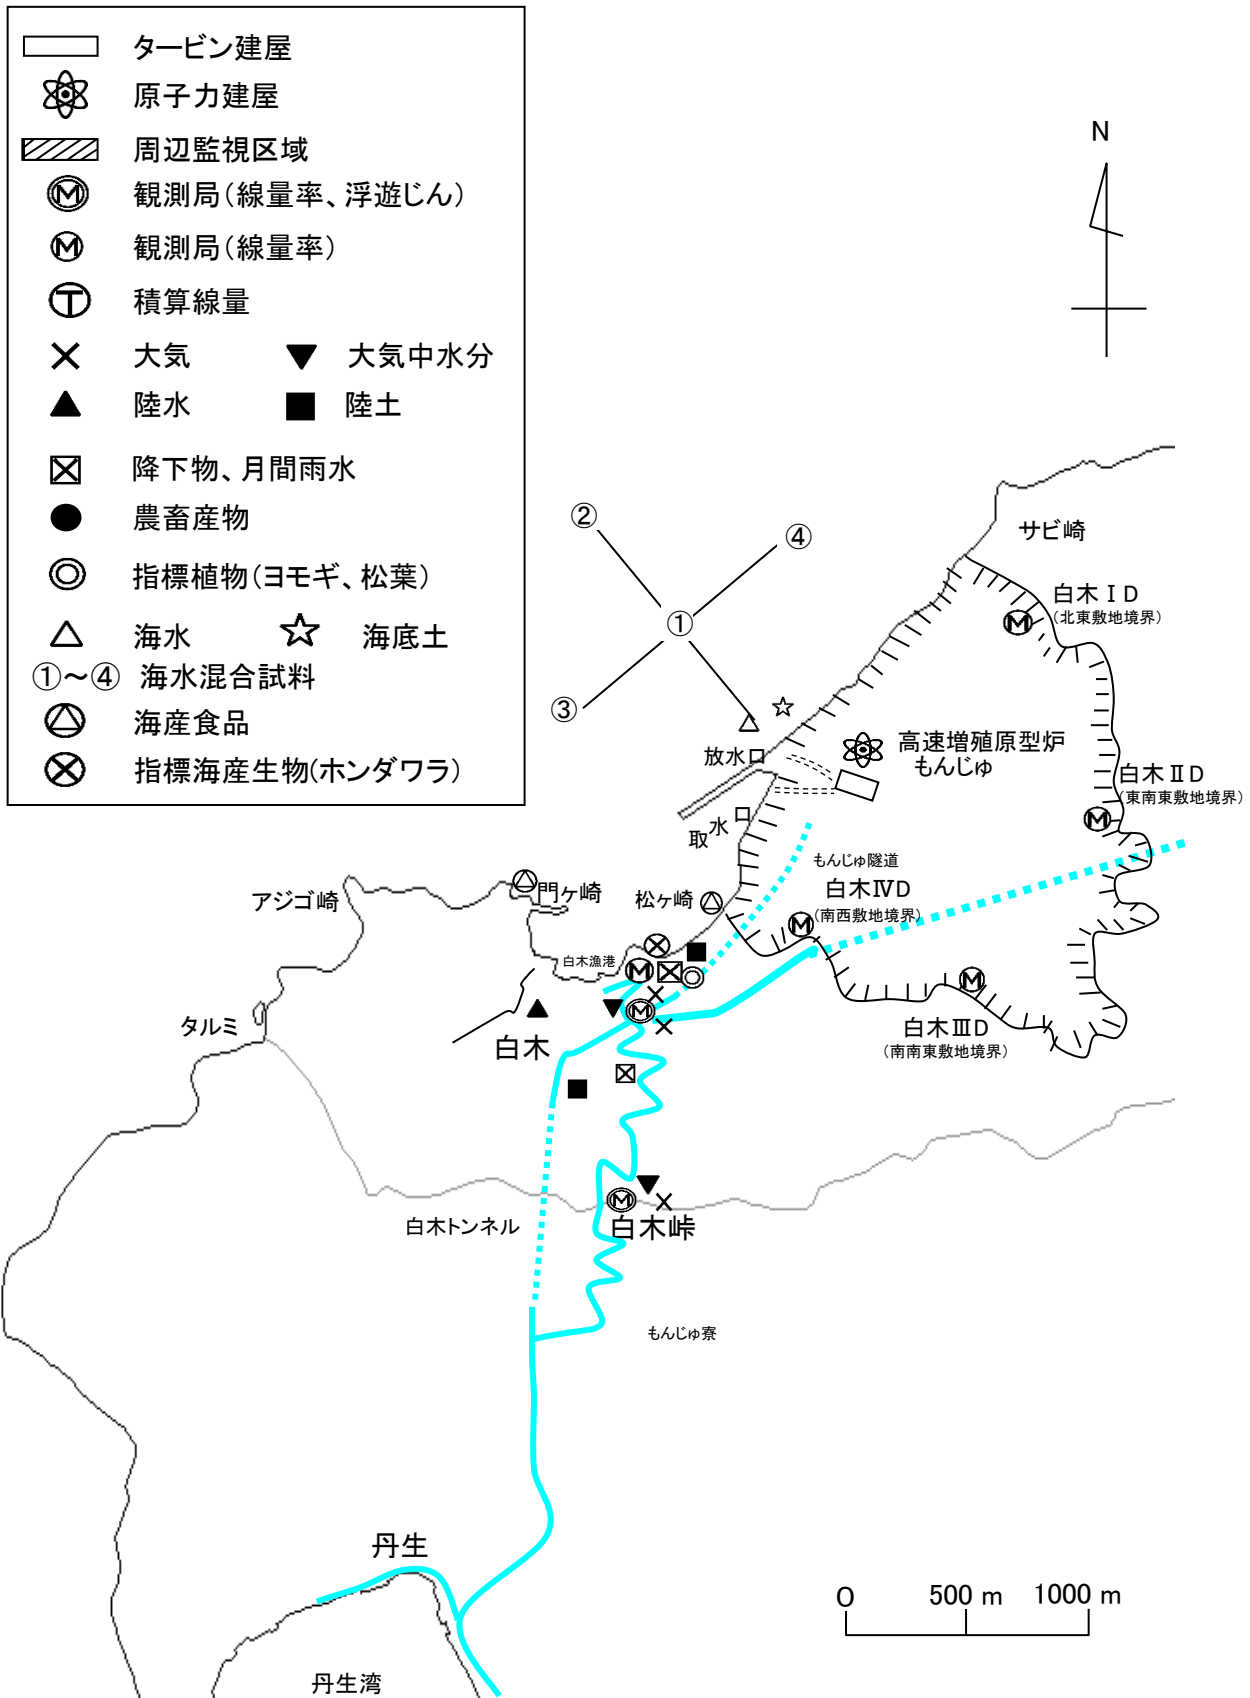 タービン建屋
原子力建屋
周辺監視区域
M 観測局(線量率、浮遊じん)
M 観測局(線量率)
T 積算線量
大気 大気中水分
陸水 陸土
降下物、月間雨水
農畜産物
指標植物(ヨモギ、松葉)
海水 海底土
①～④ 海水混合試料
海産食品
指標海産生物(ホンダワラ)
N
②
④
①
③
サビ崎
白木ⅠD
(北東敷地境界)
M
放水口
高速増殖原型炉
もんじゅ
白木ⅡD
(東南東敷地境界)
M
取水口
もんじゅ隧道
白木ⅣD
(南西敷地境界)
M
アジゴ崎
門ヶ崎
松ヶ崎
白木漁港
M
M
M
白木ⅢD
(南南東敷地境界)
タルミ
白木
M
白木トンネル
白木峠
もんじゅ寮
丹生
丹生湾
0 500 m 1000 m